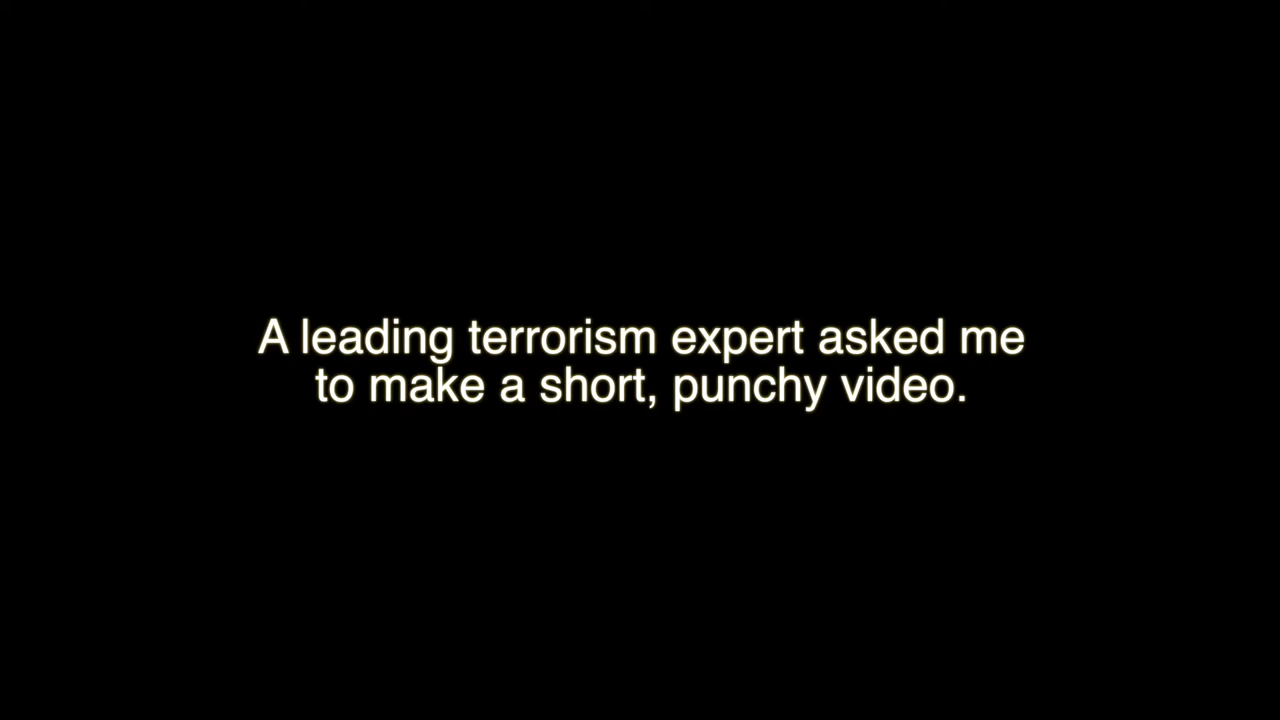 A leading terrorism expert asked me
to make a short, punchy video.